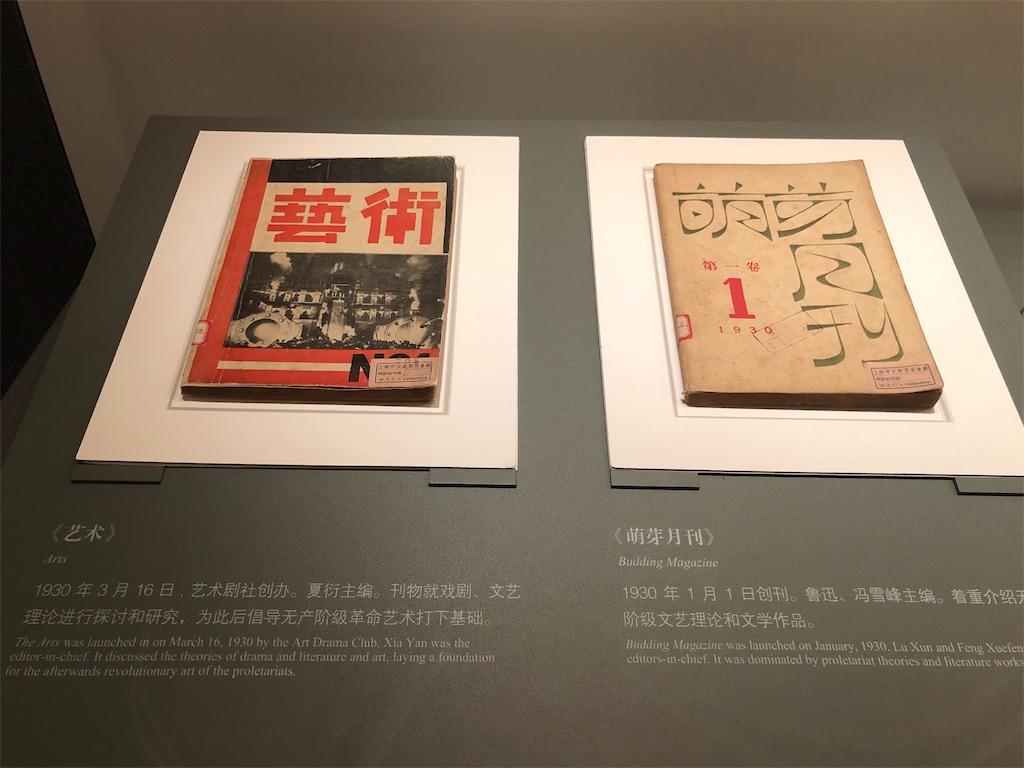 藝術
NO1
萌芽
月
刊
第一卷
1
1930
W.S.C.'s Collection
《艺术》
Arts
1930 年 3 月 16 日，艺术剧社创办。夏衍主编。刊物就戏剧、文艺
理论进行探讨和研究，为此后倡导无产阶级革命艺术打下基础。
The Arts was launched in on March 16, 1930 by the Art Drama Club. Xia Yan was the
editor-in-chief. It discussed the theories of drama and literature and art, laying a foundation
for the afterwards revolutionary art of the proletariats.
《萌芽月刊》
Budding Magazine
1930 年 1 月 1 日创刊。鲁迅、冯雪峰主编。着重介绍
阶级文艺理论和文学作品。
Budding Magazine was launched on January, 1930. Lu Xun and Feng Xuefen
editors-in-chief. It was dominated by proletariat theories and literature works